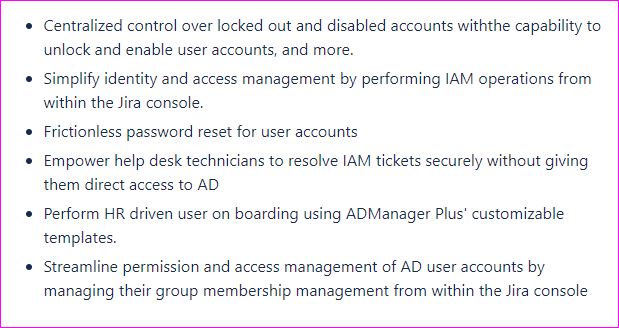 Centralized control over locked out and disabled accounts withthe capability to
unlock and enable user accounts, and more.
Simplify identity and access management by performing IAM operations from
within the Jira console.
Frictionless password reset for user accounts
Empower help desk technicians to resolve IAM tickets securely without giving
them direct access to AD
Perform HR driven user on boarding using ADManager Plus' customizable
templates.
Streamline permission and access management of AD user accounts by
managing their group membership management from within the Jira console